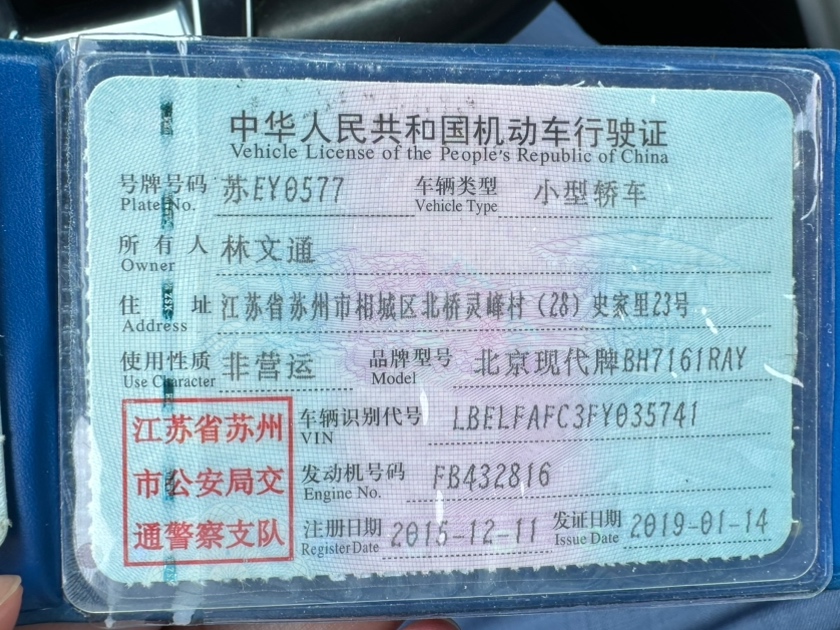 中华人民共和国机动车行驶证
Vehicle License of the People's Republic of China
号牌号码 苏EY0577 车辆类型 小型轿车
Plate No. Vehicle Type
所有人 林文通
Owner
住址 江苏省苏州市相城区北桥灵峰村（28）史家里23号
Address
使用性质 非营运 品牌型号 北京现代牌BH7161RAY
Use Character Model
江苏省苏州 车辆识别代号 LBELFAFC3FY035741
VIN
市公安局交 发动机号码 FB432816
Engine No.
通警察支队 注册日期 2015-12-11 发证日期 2019-01-14
Register Date Issue Date